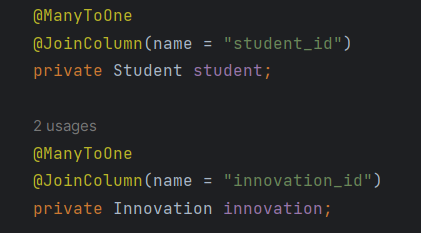 @ManyToOne
@JoinColumn(name = "student_id")
private Student student;
2 usages
@ManyToOne
@JoinColumn(name = "innovation_id")
private Innovation innovation;